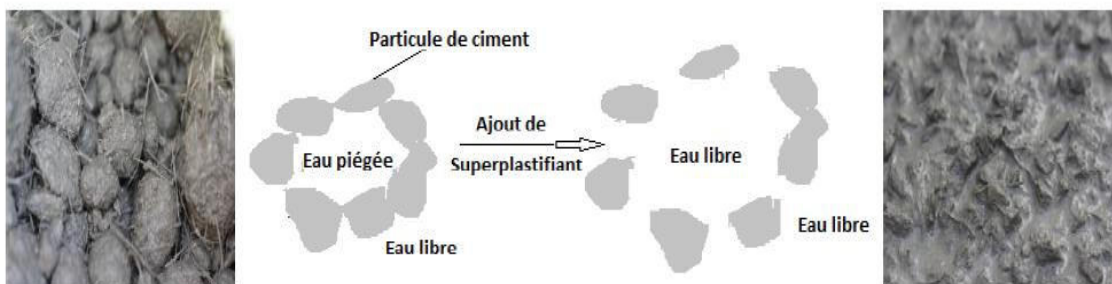 Particule de ciment
Eau piégée
Eau libre
Ajout de
Superplastifiant
Eau libre
Eau libre